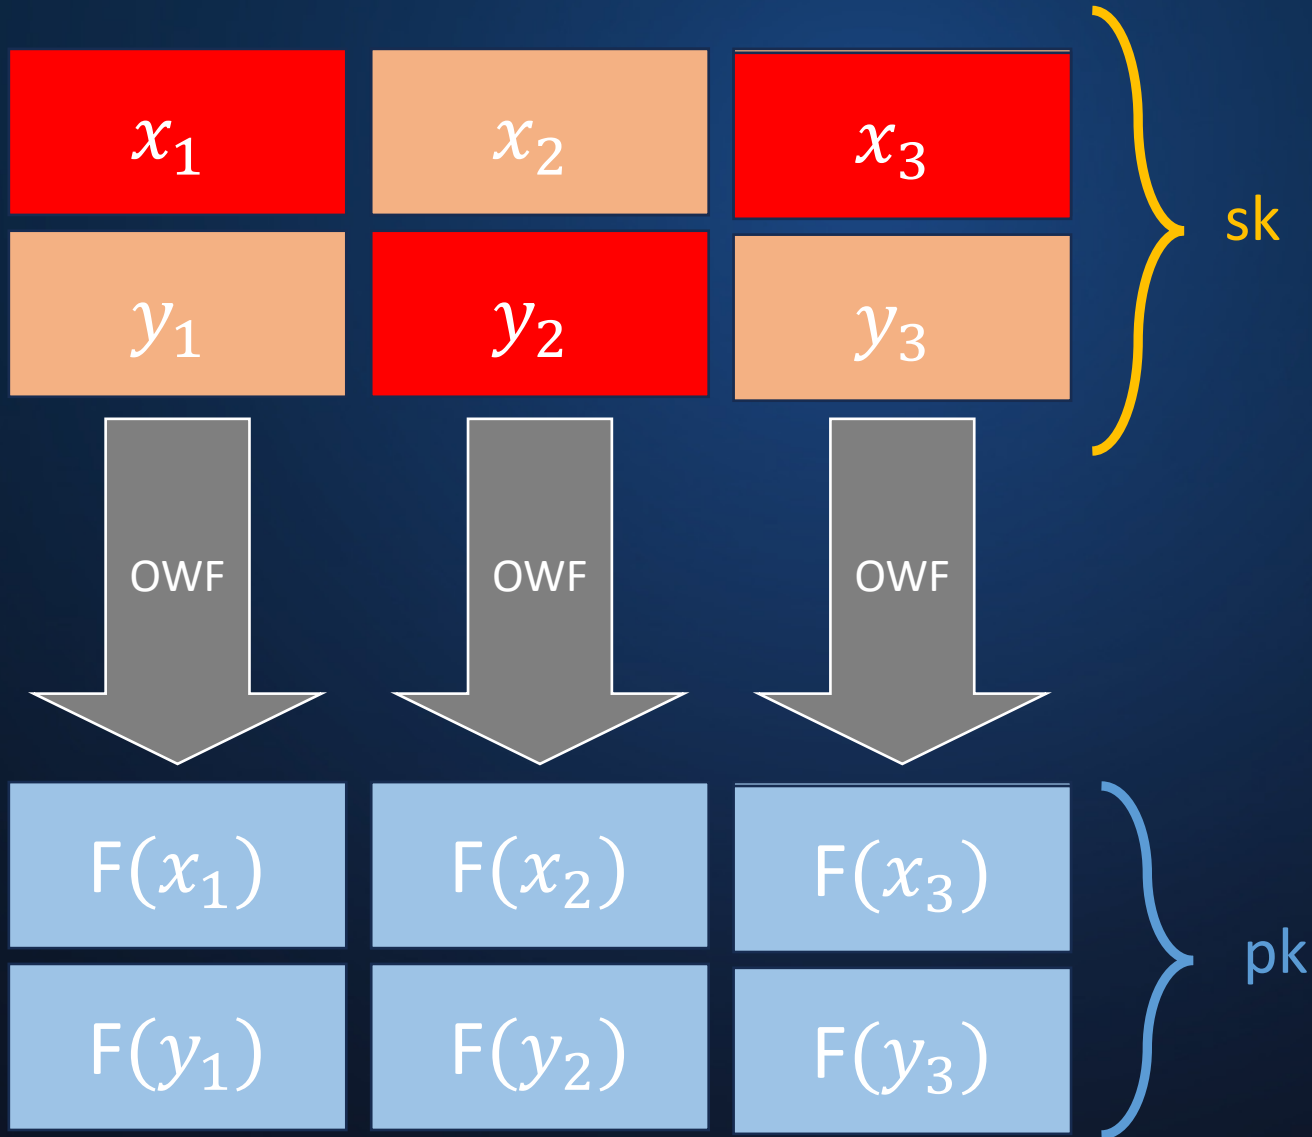 x₁ x₂ x₃
sk
y₁ y₂ y₃
OWF OWF OWF
F(x₁) F(x₂) F(x₃)
pk
F(y₁) F(y₂) F(y₃)